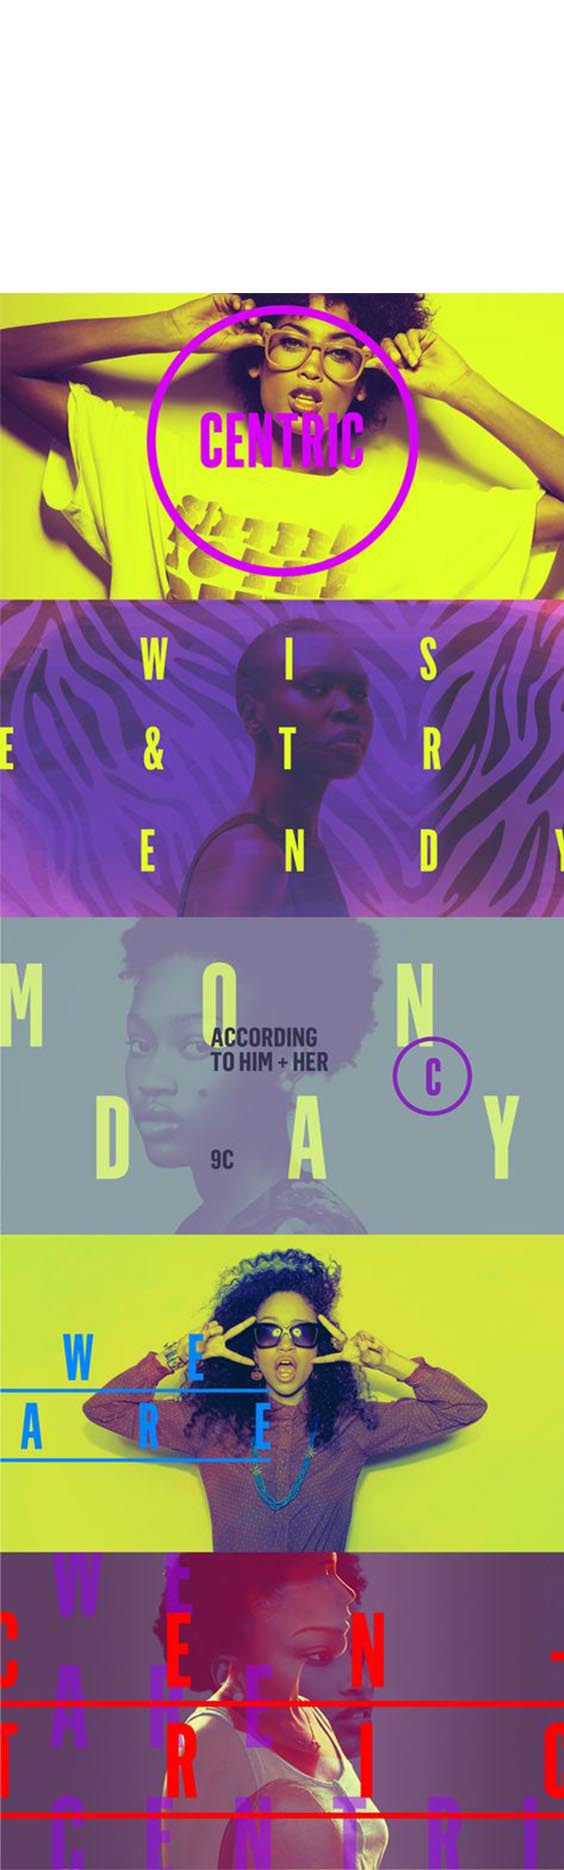 CENTRIC
W I S
E & T R
E N D Y
M O N
ACCORDING
TO HIM + HER
C
D A Y
9C
W E
A R E
W E
C E N -
A R E
T R I C
C E N T R I